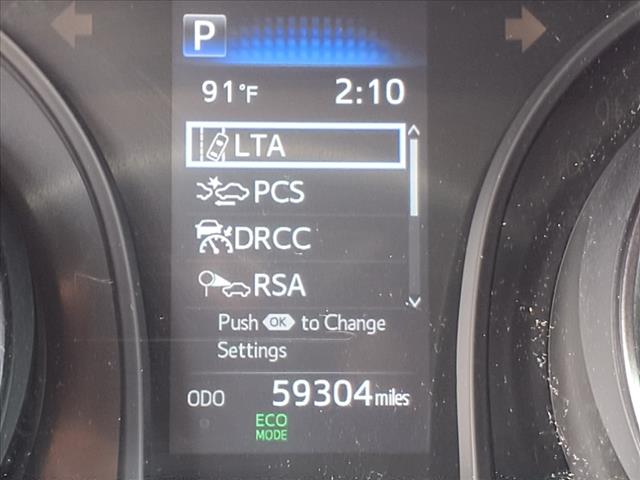 P
91°F 2:10
LTA
PCS
DRCC
RSA
Push OK to Change
Settings
ODO 59304 miles
ECO
MODE